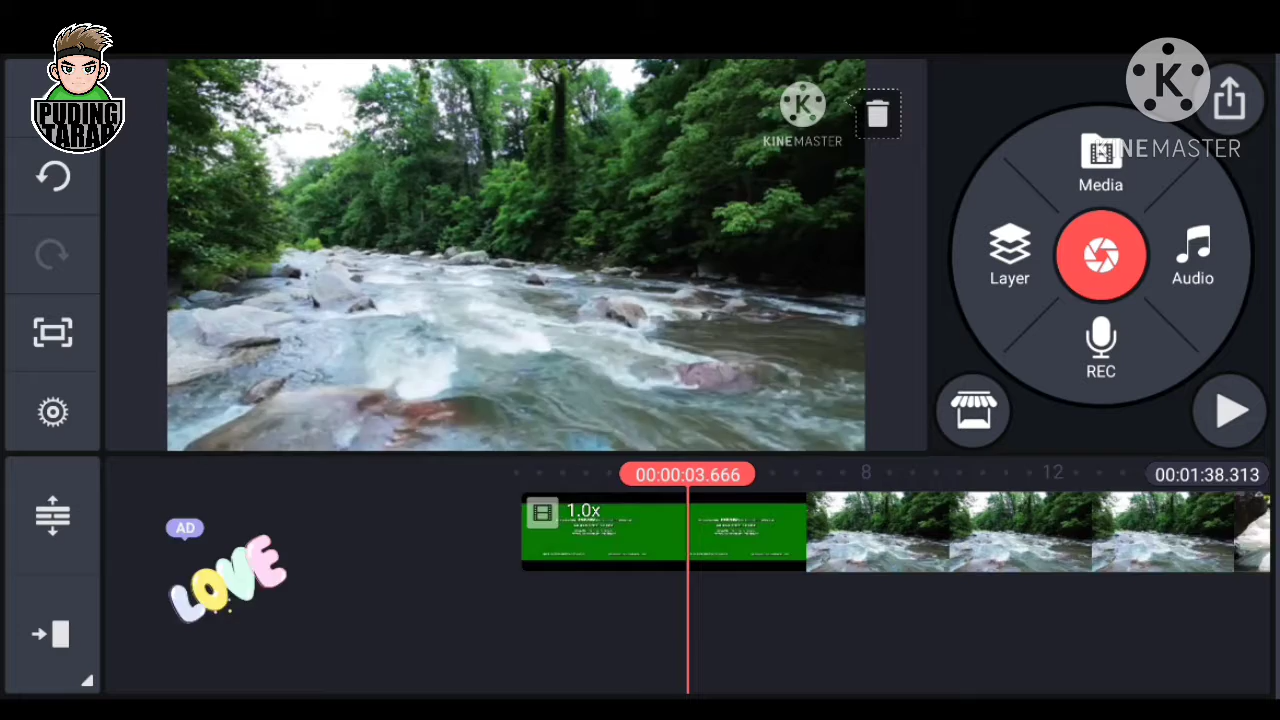 PUDING
TARAP
KINEMASTER
KINEMASTER
Media
Layer
Audio
REC
00:00:03.666
8
12
00:01:38.313
1.0x
AD
LOVE